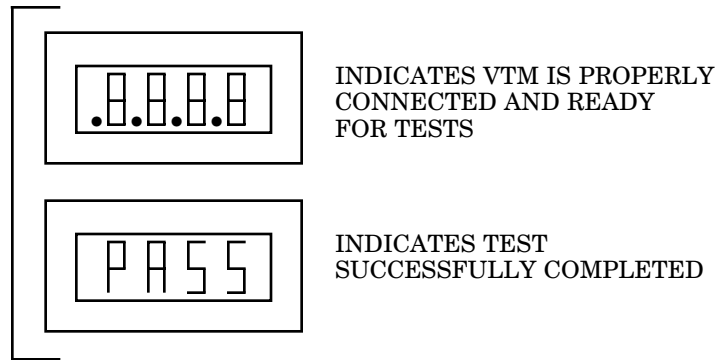 .8.8.8.8
INDICATES VTM IS PROPERLY
CONNECTED AND READY
FOR TESTS
PASS
INDICATES TEST
SUCCESSFULLY COMPLETED